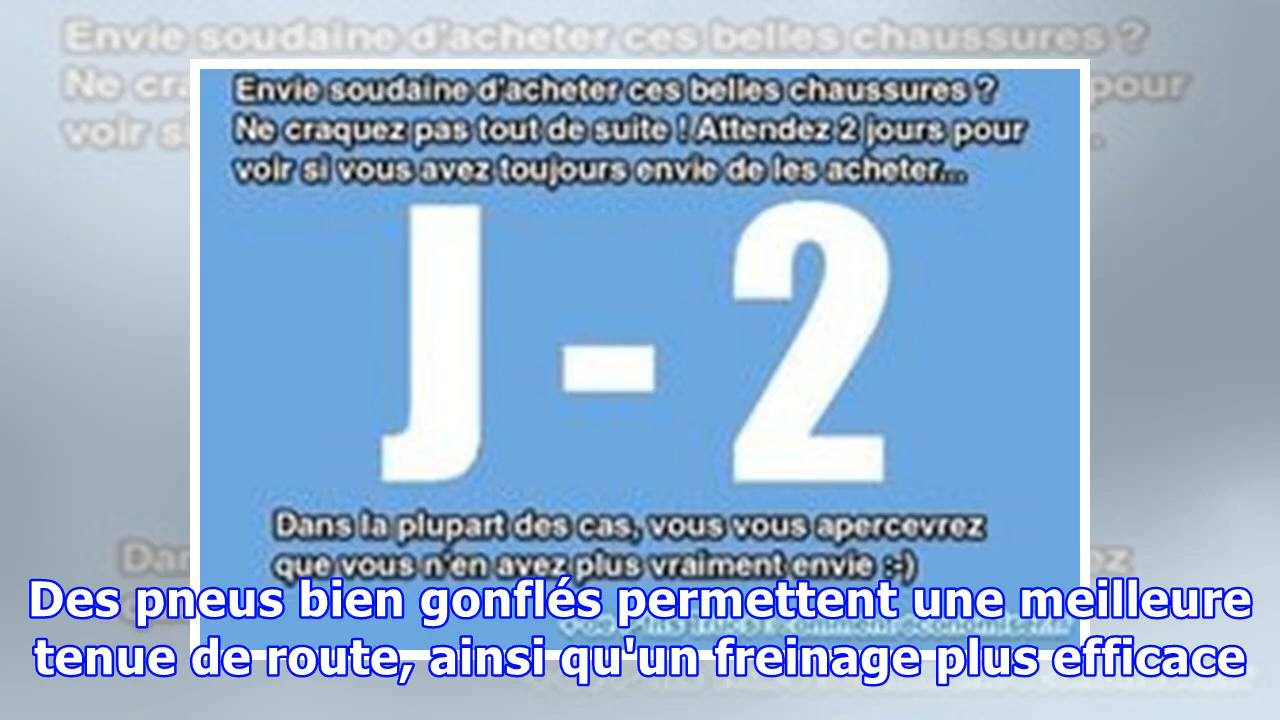 Envie soudaine d'acheter ces belles chaussures ?
Ne craquez pas tout de suite ! Attendez 2 jours pour
voir si vous avez toujours envie de les acheter...
J - 2
Dans la plupart des cas, vous vous apercevrez
que vous n'en avez plus vraiment envie :-)
Des pneus bien gonflés permettent une meilleure
tenue de route, ainsi qu'un freinage plus efficace